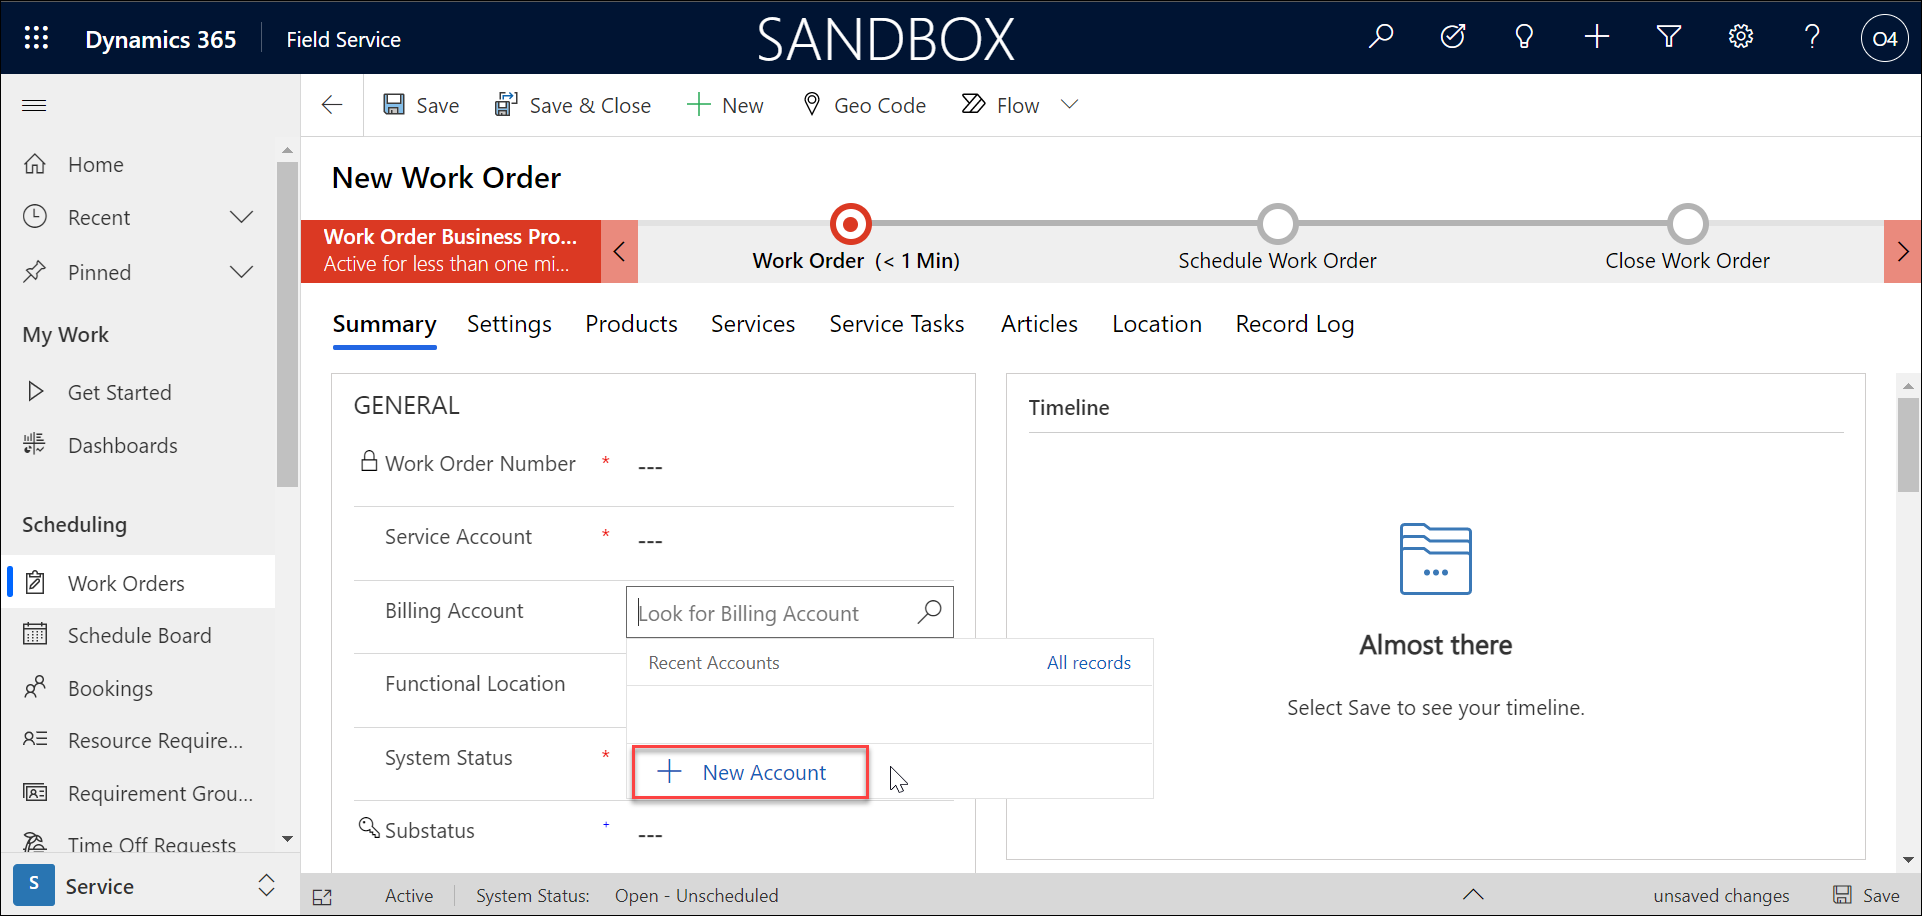 Dynamics 365
Field Service
SANDBOX
O4
Save
Save & Close
New
Geo Code
Flow
Home
Recent
Pinned
My Work
Get Started
Dashboards
Scheduling
Work Orders
Schedule Board
Bookings
Resource Require...
Requirement Grou...
Time Off Requests
S
Service
New Work Order
Work Order Business Pro...
Active for less than one mi...
Work Order (< 1 Min)
Schedule Work Order
Close Work Order
Summary
Settings
Products
Services
Service Tasks
Articles
Location
Record Log
GENERAL
Work Order Number * ---
Service Account * ---
Billing Account
Look for Billing Account
Recent Accounts
All records
Functional Location
System Status *
New Account
Substatus + ---
Timeline
Almost there
Select Save to see your timeline.
Active
System Status:
Open - Unscheduled
unsaved changes
Save